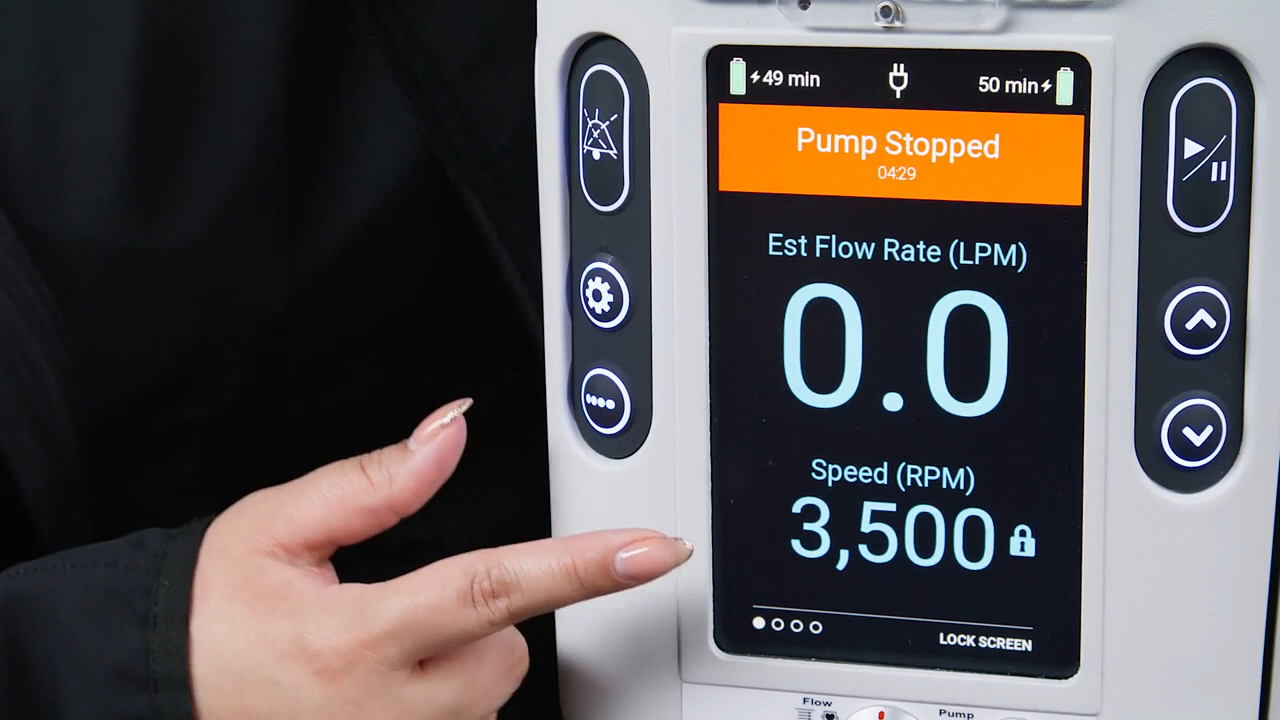 49 min
50 min
Pump Stopped
04:29
Est Flow Rate (LPM)
0.0
Speed (RPM)
3,500
LOCK SCREEN
Flow
Pump